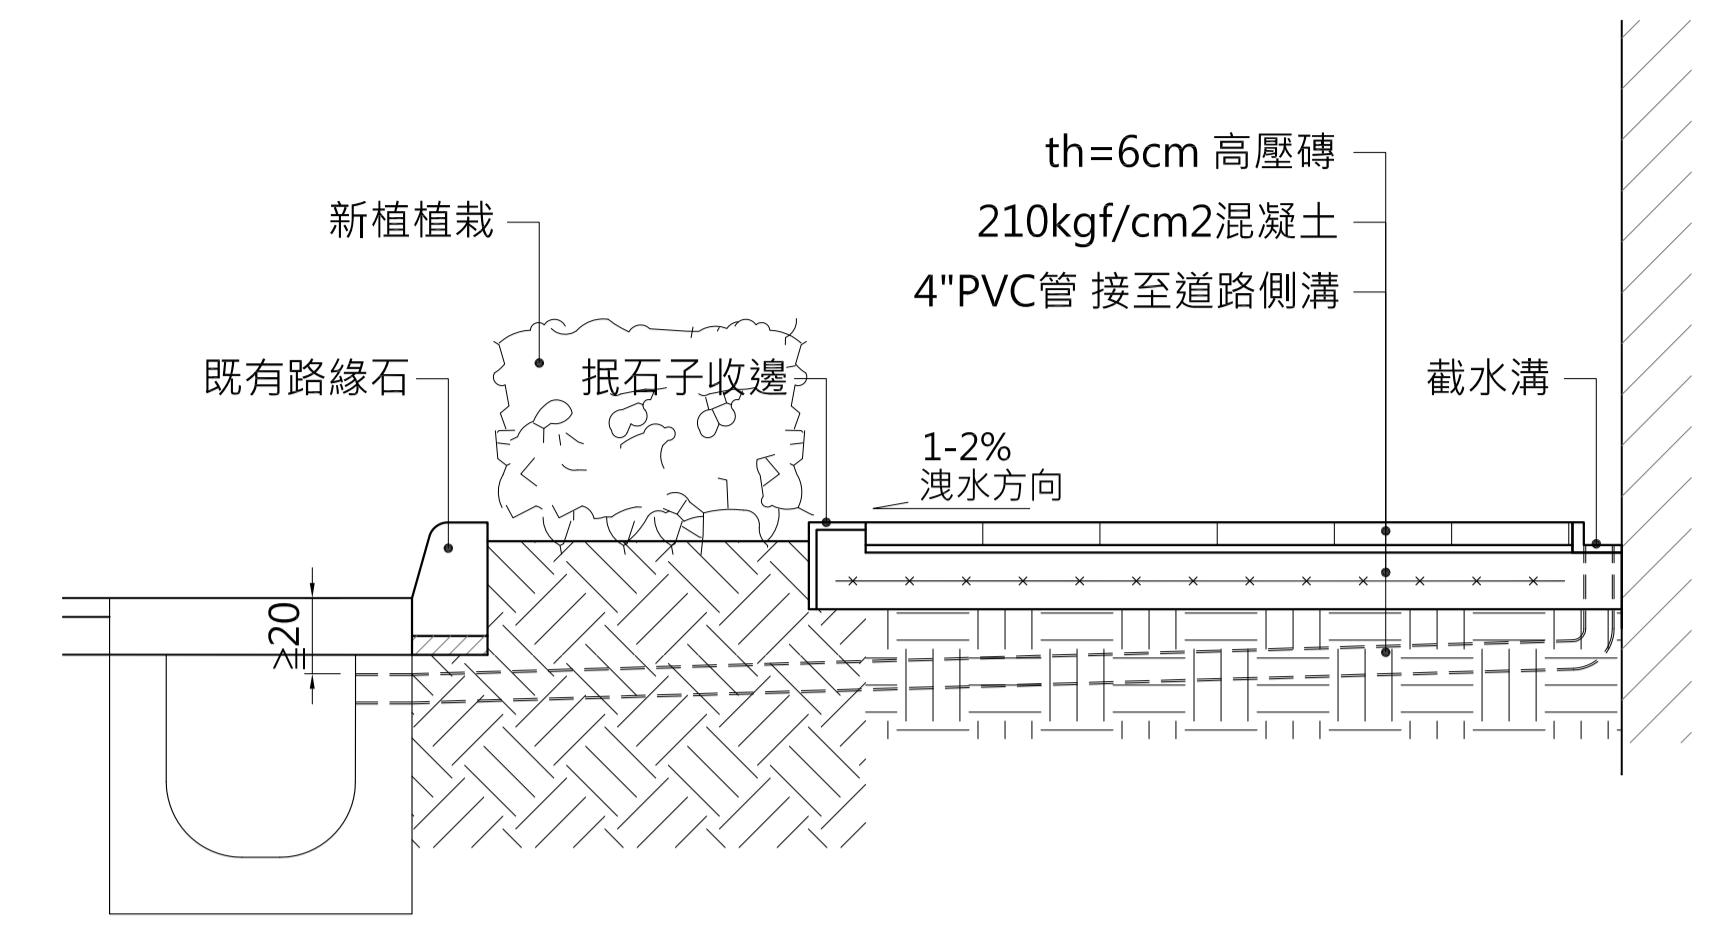 th=6cm 高壓磚
新植植栽
210kgf/cm2混凝土
4"PVC管 接至道路側溝
既有路緣石
抿石子收邊
截水溝
1-2%
洩水方向
≧20